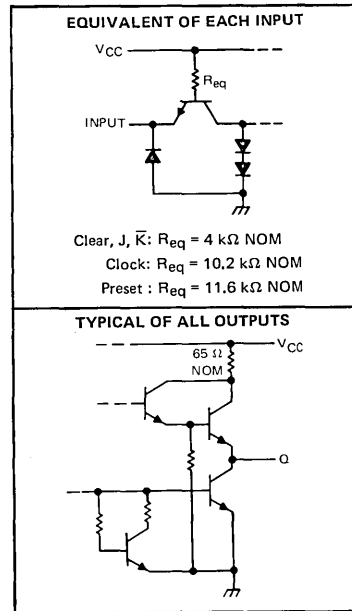 EQUIVALENT OF EACH INPUT
VCC
Req
INPUT
Clear, J, K̅: Req = 4 kΩ NOM
Clock: Req = 10.2 kΩ NOM
Preset : Req = 11.6 kΩ NOM
TYPICAL OF ALL OUTPUTS
VCC
65 Ω
NOM
Q